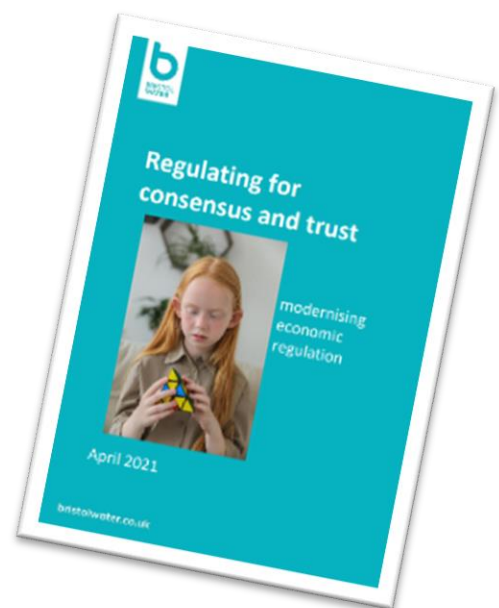 b
BRISTOL
WATER
Regulating for
consensus and trust
modernising
economic
regulation
April 2021
bristolwater.co.uk